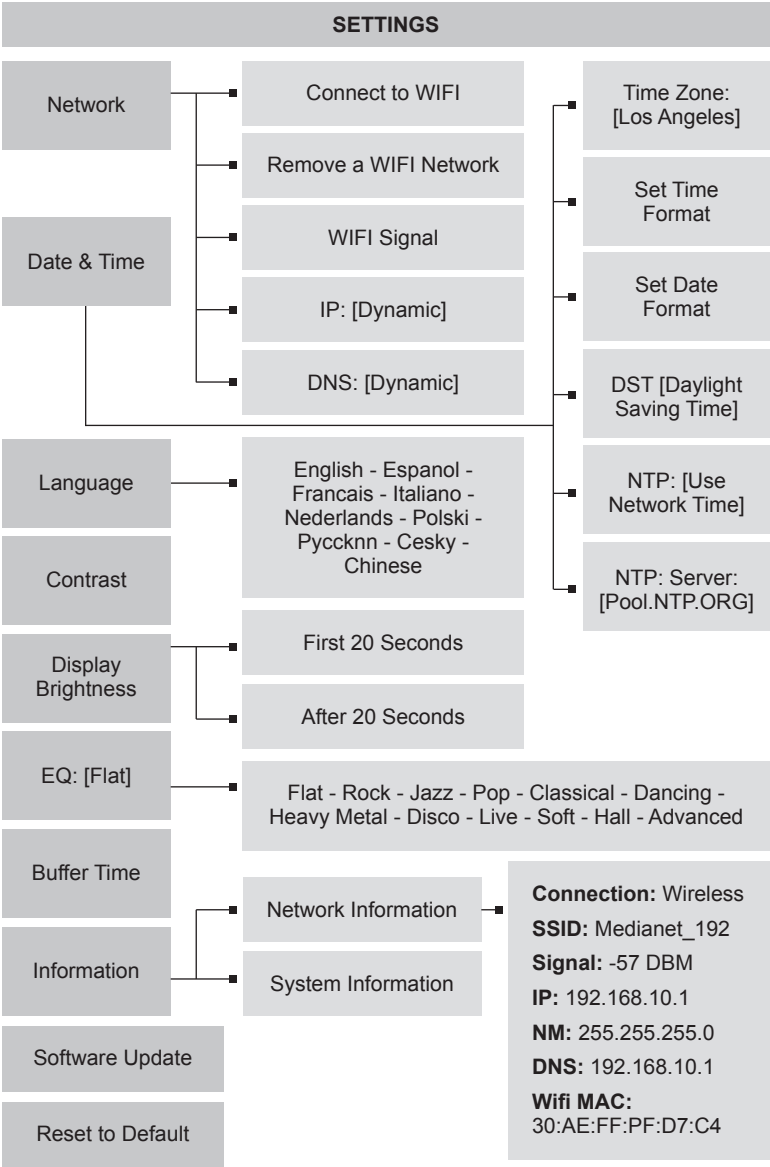 SETTINGS
Network
Connect to WIFI
Remove a WIFI Network
WIFI Signal
IP: [Dynamic]
DNS: [Dynamic]
Date & Time
Time Zone:
[Los Angeles]
Set Time
Format
Set Date
Format
DST [Daylight
Saving Time]
NTP: [Use
Network Time]
NTP: Server:
[Pool.NTP.ORG]
Language
English - Espanol -
Francais - Italiano -
Nederlands - Polski -
Pyccknn - Cesky -
Chinese
Contrast
Display
Brightness
First 20 Seconds
After 20 Seconds
EQ: [Flat]
Flat - Rock - Jazz - Pop - Classical - Dancing -
Heavy Metal - Disco - Live - Soft - Hall - Advanced
Buffer Time
Information
Network Information
System Information
Connection: Wireless
SSID: Medianet_192
Signal: -57 DBM
IP: 192.168.10.1
NM: 255.255.255.0
DNS: 192.168.10.1
Wifi MAC:
30:AE:FF:PF:D7:C4
Software Update
Reset to Default